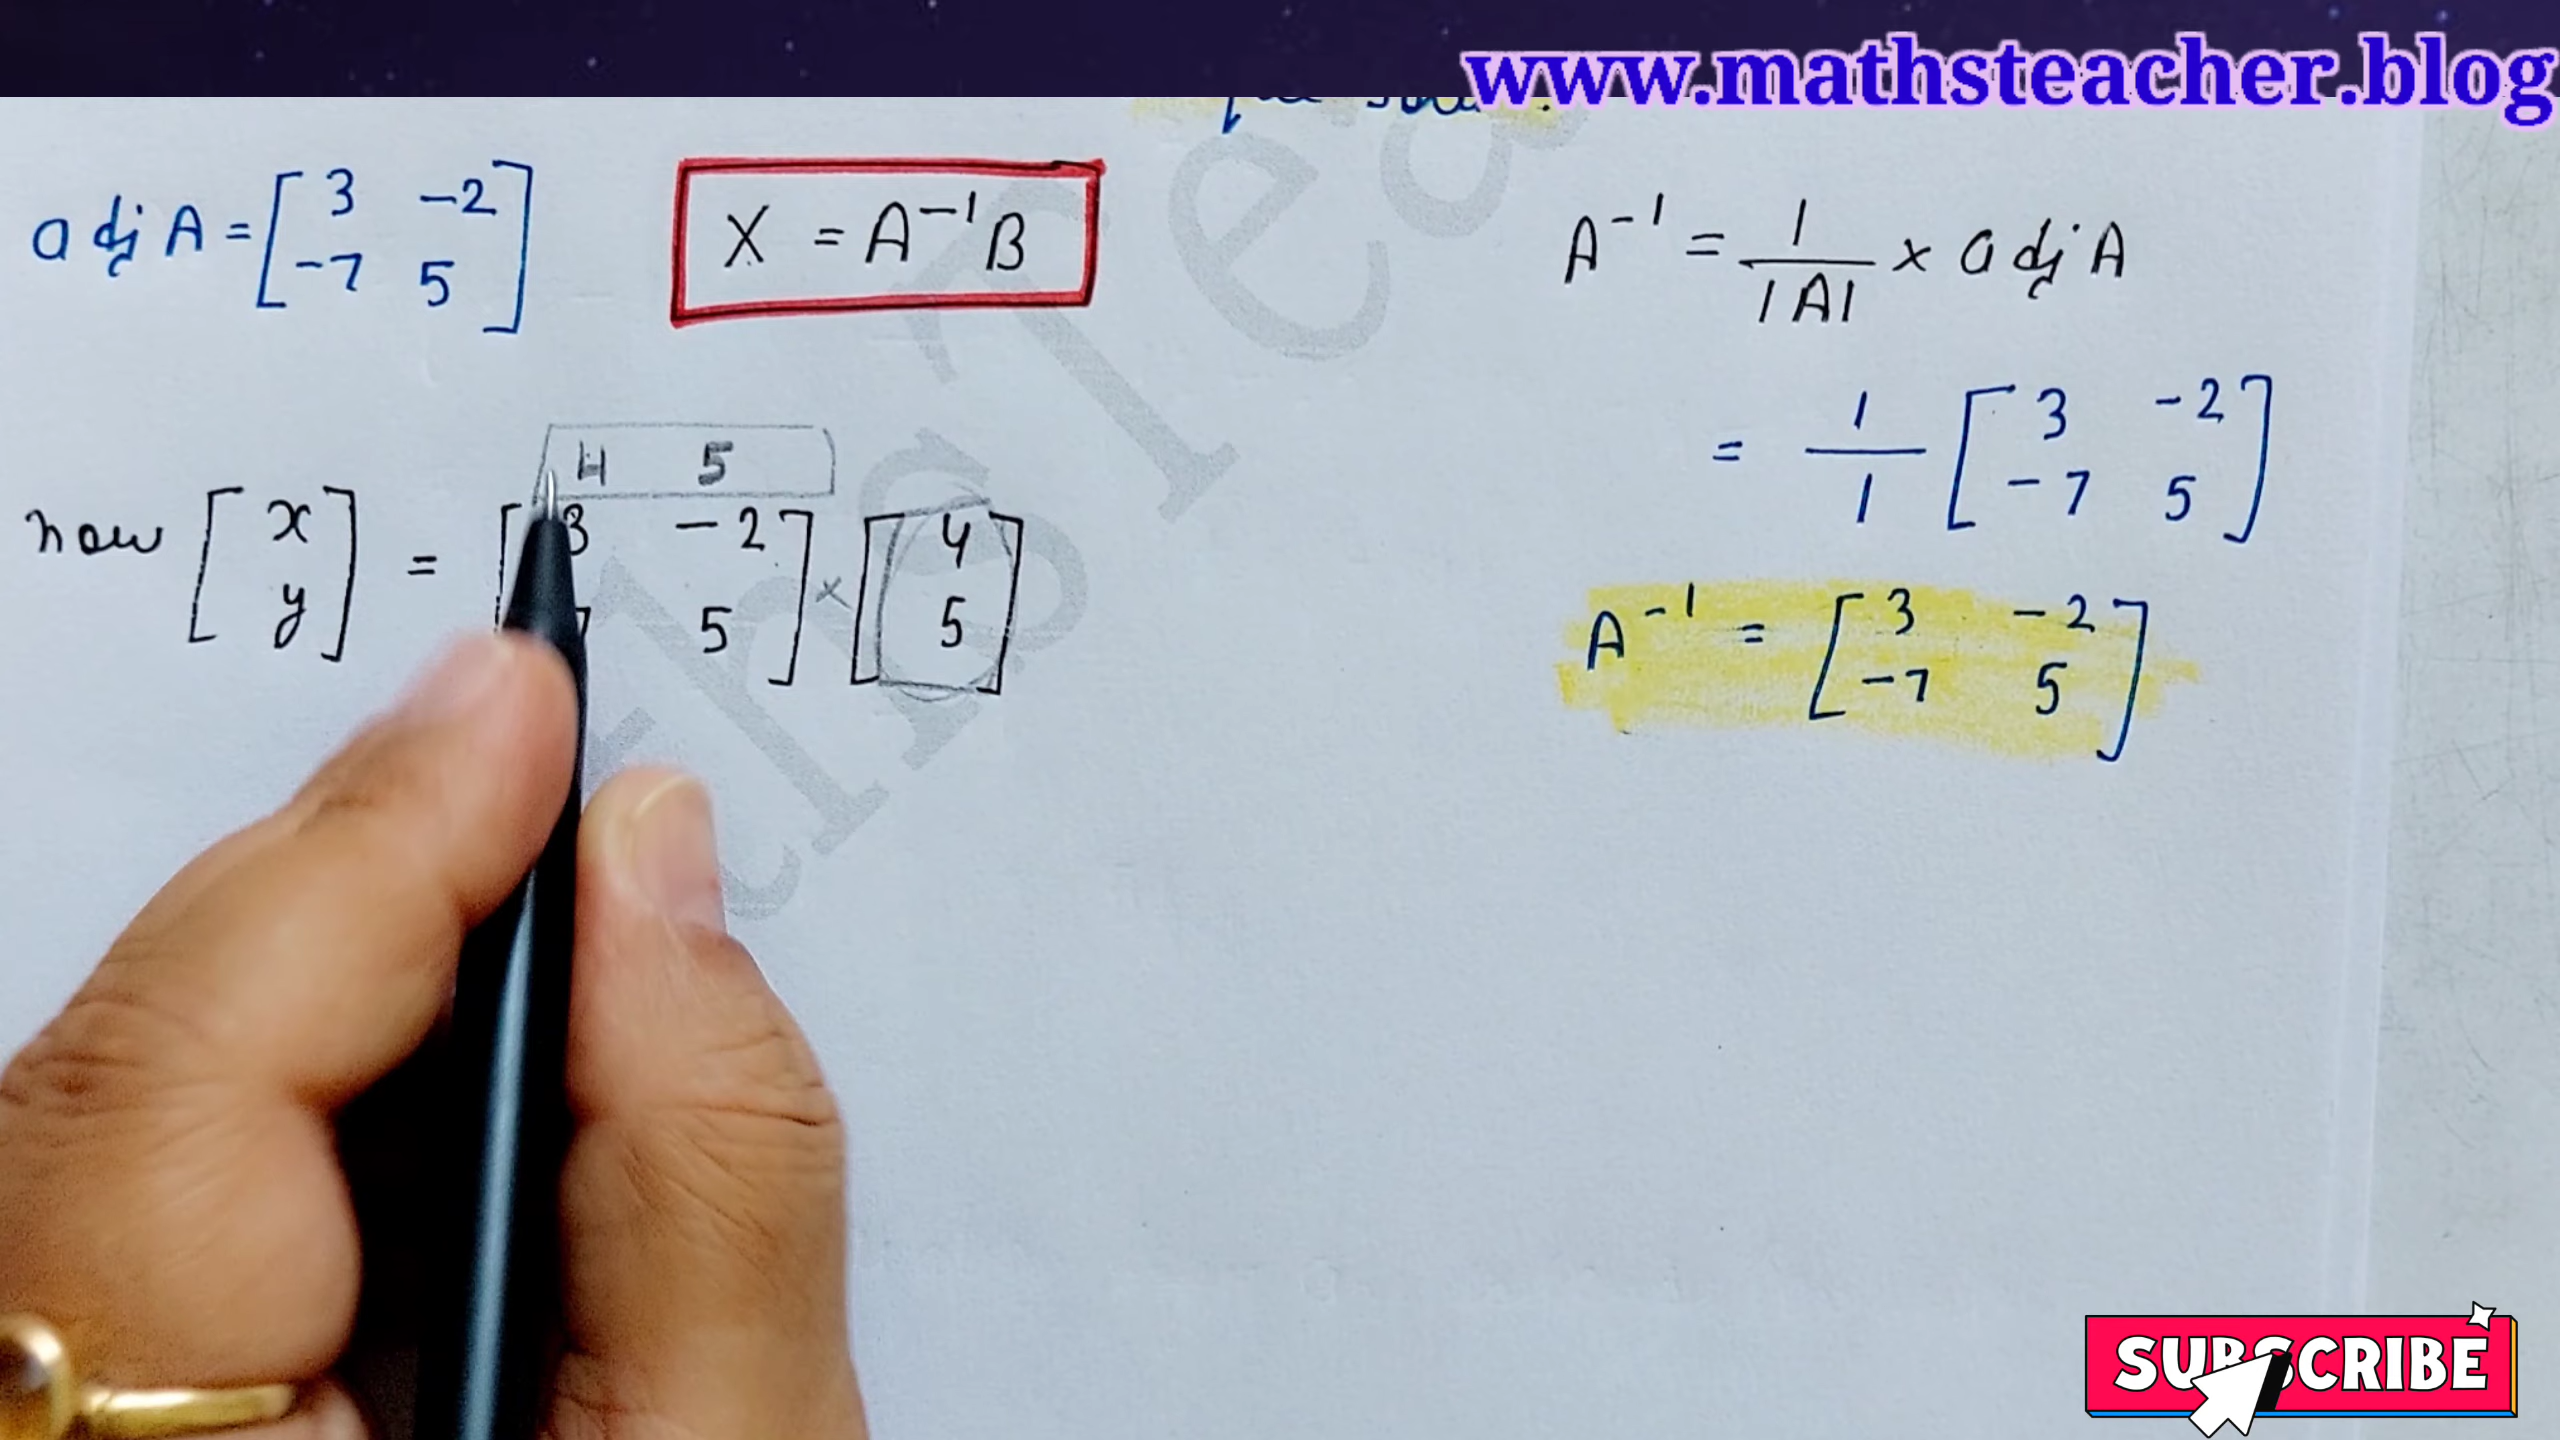 www.mathsteacher.blog
adj A = [ 3 -2
-7 5 ]
X = A⁻¹B
A⁻¹ = 1/|A| × adj A
= 1/1 [ 3 -2
-7 5 ]
4 5
now [ x
y ] = [ 3 -2
7 5 ] × [ 4
5 ]
A⁻¹ = [ 3 -2
-7 5 ]
SUBSCRIBE